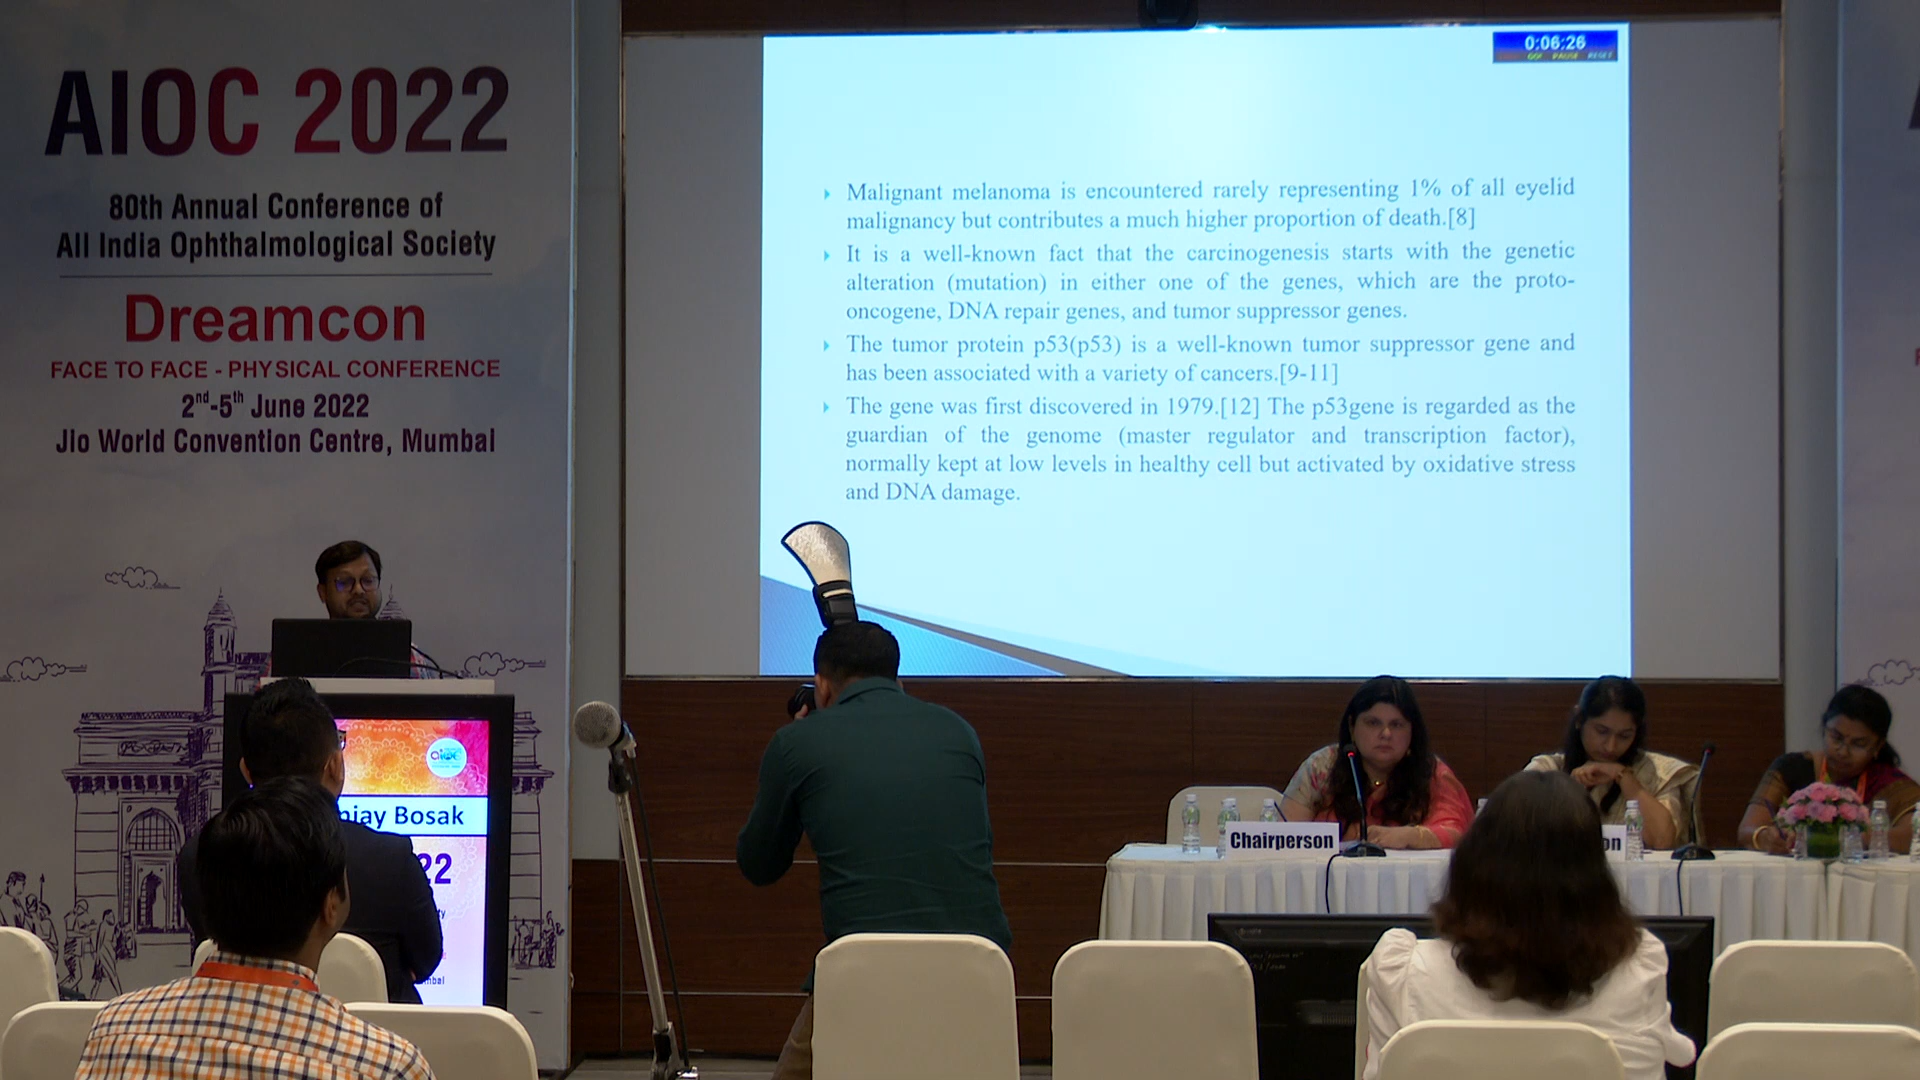 AIOC 2022
80th Annual Conference of
All India Ophthalmological Society
Dreamcon
FACE TO FACE - PHYSICAL CONFERENCE
2nd-5th June 2022
JIo World Convention Centre, Mumbai
0:06:26
GO! PAUSE RESET
Malignant melanoma is encountered rarely representing 1% of all eyelid
malignancy but contributes a much higher proportion of death.[8]
It is a well-known fact that the carcinogenesis starts with the genetic
alteration (mutation) in either one of the genes, which are the proto-
oncogene, DNA repair genes, and tumor suppressor genes.
The tumor protein p53(p53) is a well-known tumor suppressor gene and
has been associated with a variety of cancers.[9-11]
The gene was first discovered in 1979.[12] The p53gene is regarded as the
guardian of the genome (master regulator and transcription factor),
normally kept at low levels in healthy cell but activated by oxidative stress
and DNA damage.
Bosak
22
mbai
Chairperson
on